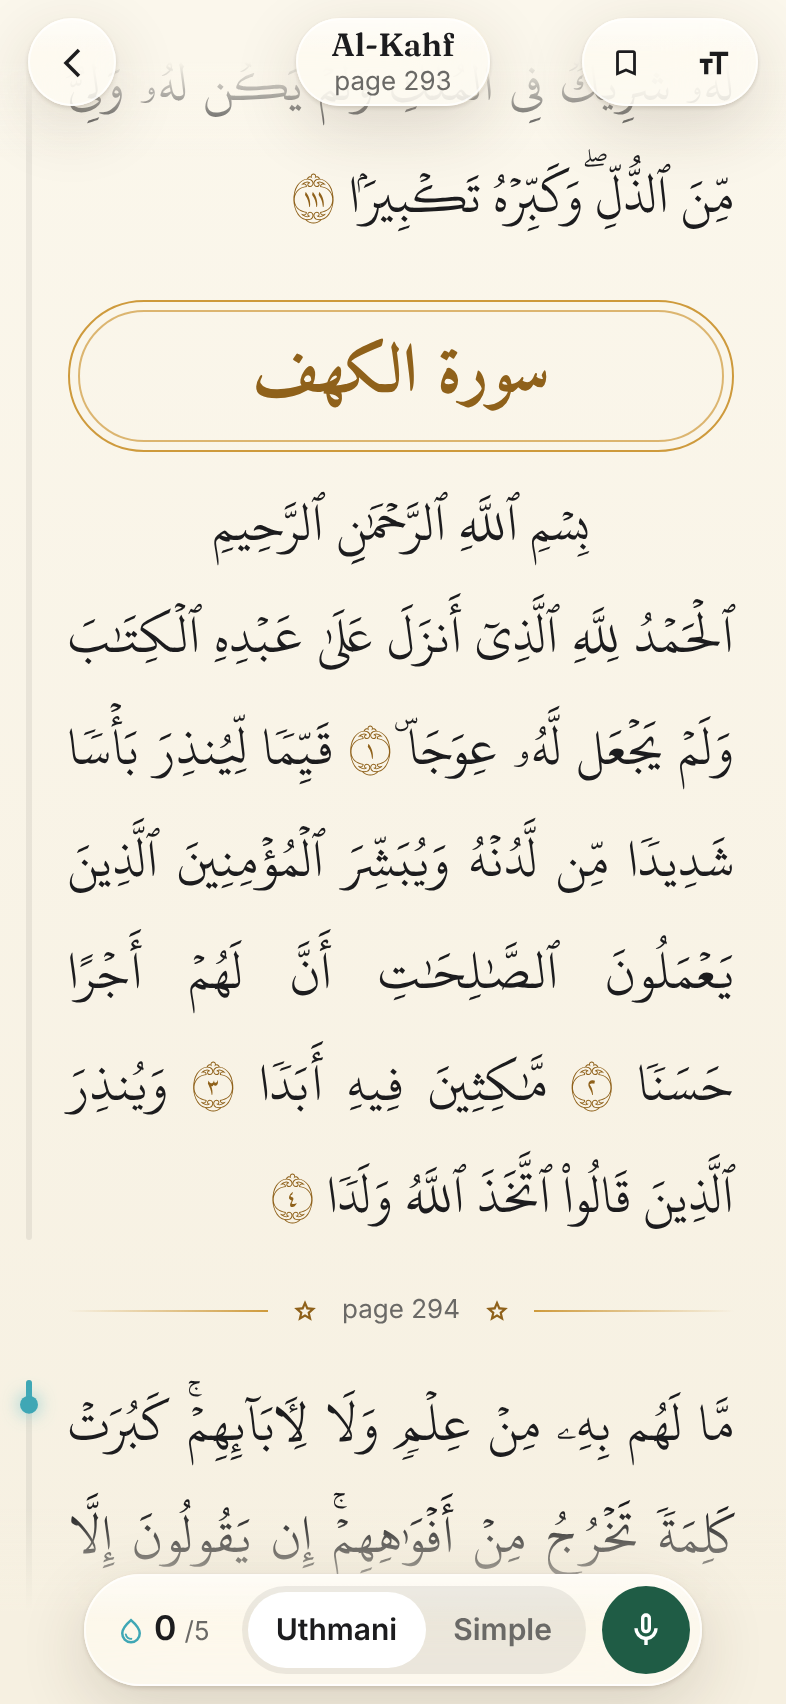 Al-Kahf
page 293
لَهُۥ شَرِيكٌ فِى ٱلْمُلْكِ وَلَمْ يَكُن لَّهُۥ وَلِىٌّ
مِّنَ ٱلذُّلِّ ۖ وَكَبِّرْهُ تَكْبِيرًۢا ١١١
سورة الكهف
بِسْمِ ٱللَّهِ ٱلرَّحْمَٰنِ ٱلرَّحِيمِ
ٱلْحَمْدُ لِلَّهِ ٱلَّذِىٓ أَنزَلَ عَلَىٰ عَبْدِهِ ٱلْكِتَٰبَ
وَلَمْ يَجْعَل لَّهُۥ عِوَجَاۜ ١ قَيِّمًا لِّيُنذِرَ بَأْسًا
شَدِيدًا مِّن لَّدُنْهُ وَيُبَشِّرَ ٱلْمُؤْمِنِينَ ٱلَّذِينَ
يَعْمَلُونَ ٱلصَّٰلِحَٰتِ أَنَّ لَهُمْ أَجْرًا
حَسَنًا ٢ مَّٰكِثِينَ فِيهِ أَبَدًا ٣ وَيُنذِرَ
ٱلَّذِينَ قَالُوا۟ ٱتَّخَذَ ٱللَّهُ وَلَدًا ٤
page 294
مَّا لَهُم بِهِۦ مِنْ عِلْمٍ وَلَا لِـَٔابَآئِهِمْ ۚ كَبُرَتْ
كَلِمَةً تَخْرُجُ مِنْ أَفْوَٰهِهِمْ ۚ إِن يَقُولُونَ إِلَّا
0 /5
Uthmani
Simple